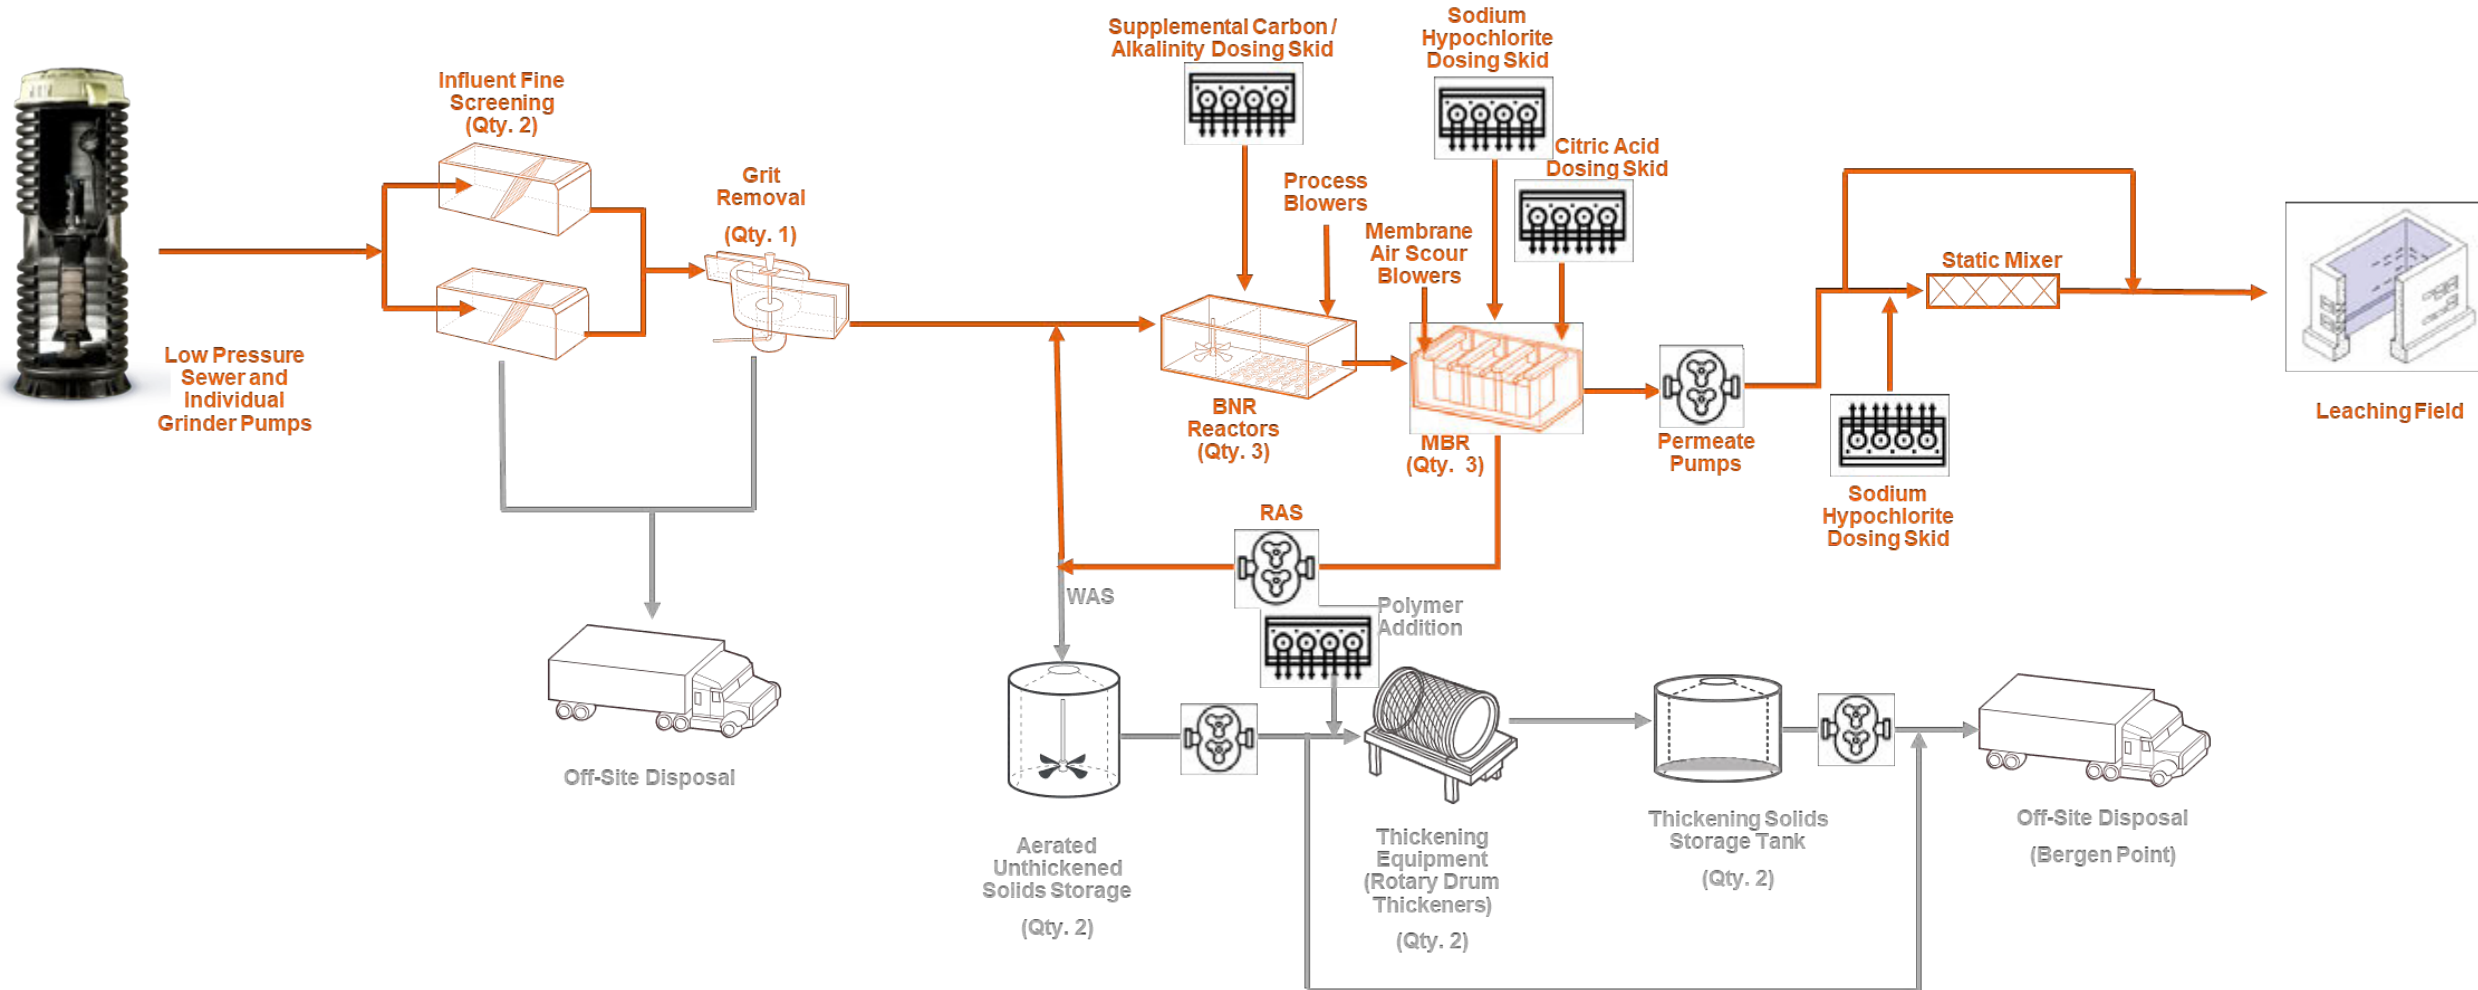 Supplemental Carbon /
Alkalinity Dosing Skid
Sodium
Hypochlorite
Dosing Skid
Influent Fine
Screening
(Qty. 2)
Citric Acid
Dosing Skid
Grit
Removal
(Qty. 1)
Process
Blowers
Membrane
Air Scour
Blowers
Static Mixer
Low Pressure
Sewer and
Individual
Grinder Pumps
BNR
Reactors
(Qty. 3)
MBR
(Qty. 3)
Permeate
Pumps
Leaching Field
Sodium
Hypochlorite
Dosing Skid
RAS
WAS
Polymer
Addition
Off-Site Disposal
Aerated
Unthickened
Solids Storage
(Qty. 2)
Thickening
Equipment
(Rotary Drum
Thickeners)
(Qty. 2)
Thickening Solids
Storage Tank
(Qty. 2)
Off-Site Disposal
(Bergen Point)